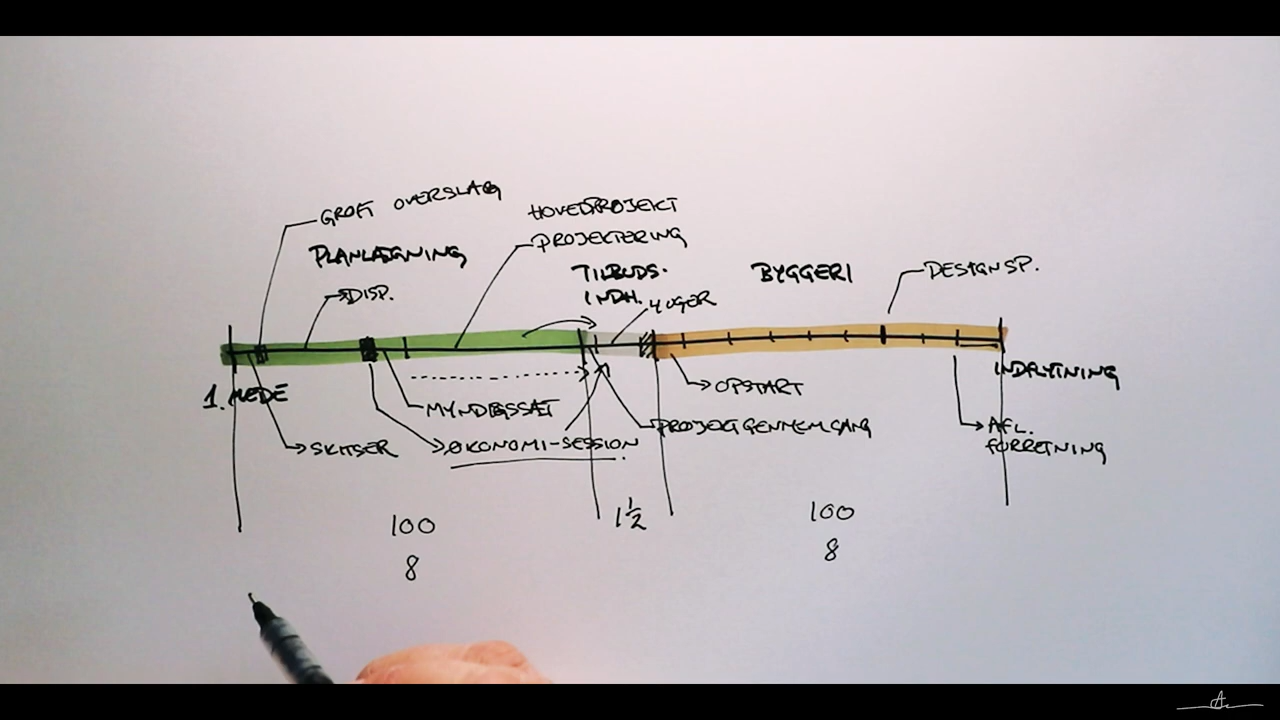 GROFT OVERSLAG
PLANLÆGNING
DISP.
HOVEDPROJEKT
PROJEKTERING
TILBUDS.
INDH.
4 UGER
BYGGERI
DESIGNSP.
1. MØDE
SKITSER
MYNDIGSSAT
ØKONOMI-SESSION
PROJEKTGENNEMGANG
OPSTART
INDFLYTNING
AFL.
FORRETNING
100
8
1½
100
8